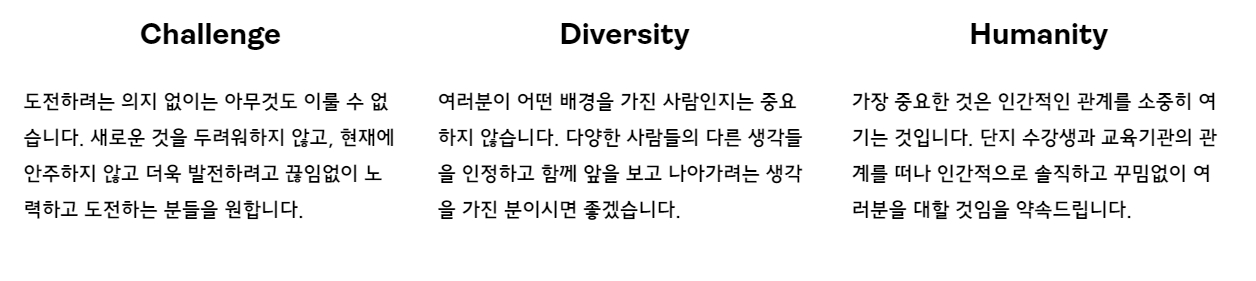 Challenge
도전하려는 의지 없이는 아무것도 이룰 수 없
습니다. 새로운 것을 두려워하지 않고, 현재에
안주하지 않고 더욱 발전하려고 끊임없이 노
력하고 도전하는 분들을 원합니다.
Diversity
여러분이 어떤 배경을 가진 사람인지는 중요
하지 않습니다. 다양한 사람들의 다른 생각들
을 인정하고 함께 앞을 보고 나아가려는 생각
을 가진 분이시면 좋겠습니다.
Humanity
가장 중요한 것은 인간적인 관계를 소중히 여
기는 것입니다. 단지 수강생과 교육기관의 관
계를 떠나 인간적으로 솔직하고 꾸밈없이 여
러분을 대할 것임을 약속드립니다.